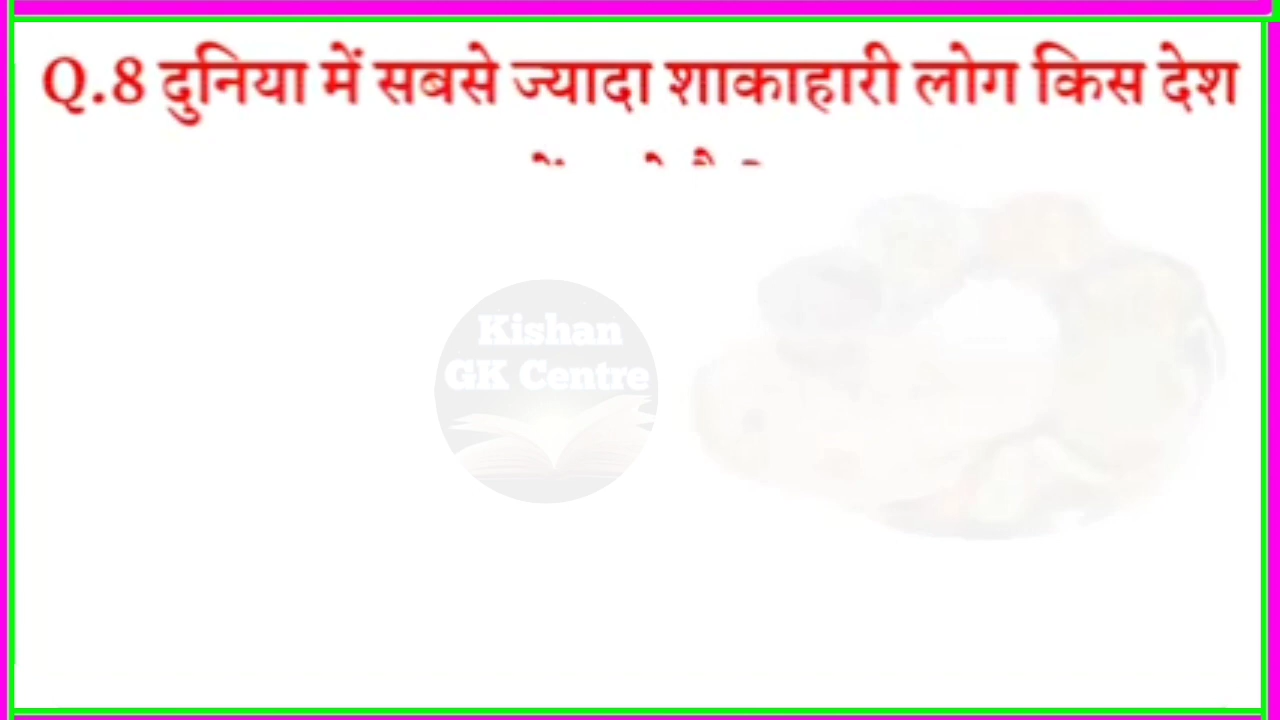 Q.8 दुनिया में सबसे ज्यादा शाकाहारी लोग किस देश
Kishan
GK Centre